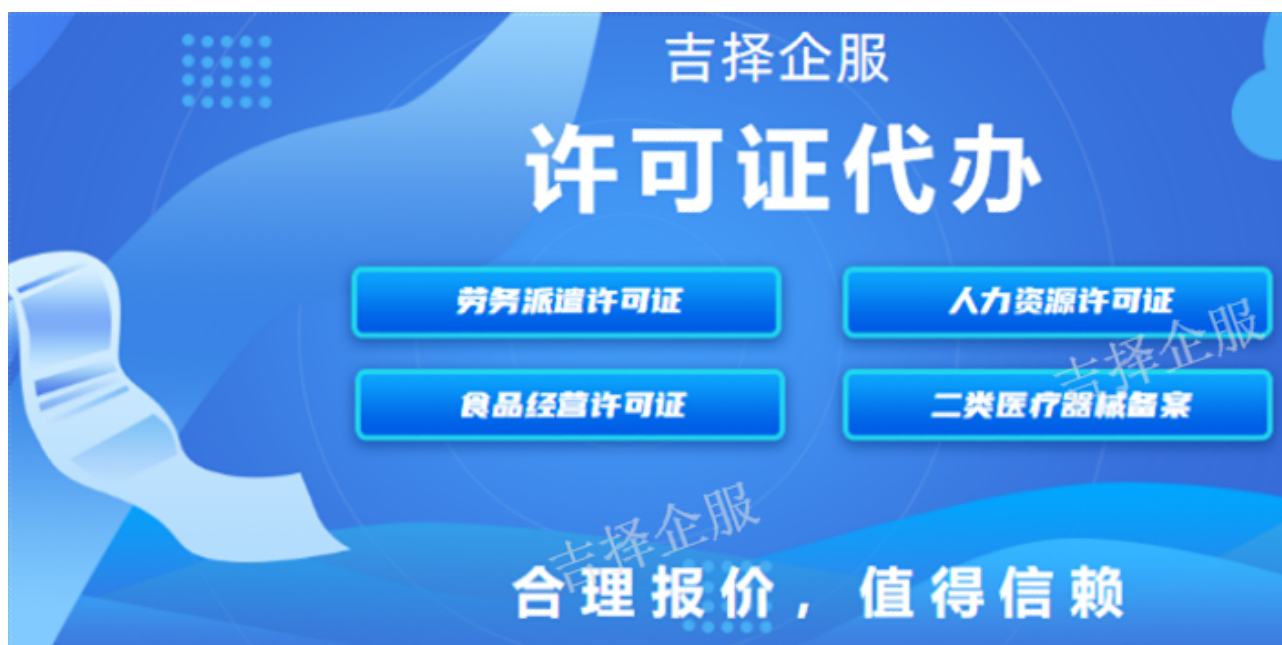 吉择企服
许可证代办
劳务派遣许可证
人力资源许可证
吉择企服
食品经营许可证
二类医疗器械备案
吉择企服
合理报价，值得信赖